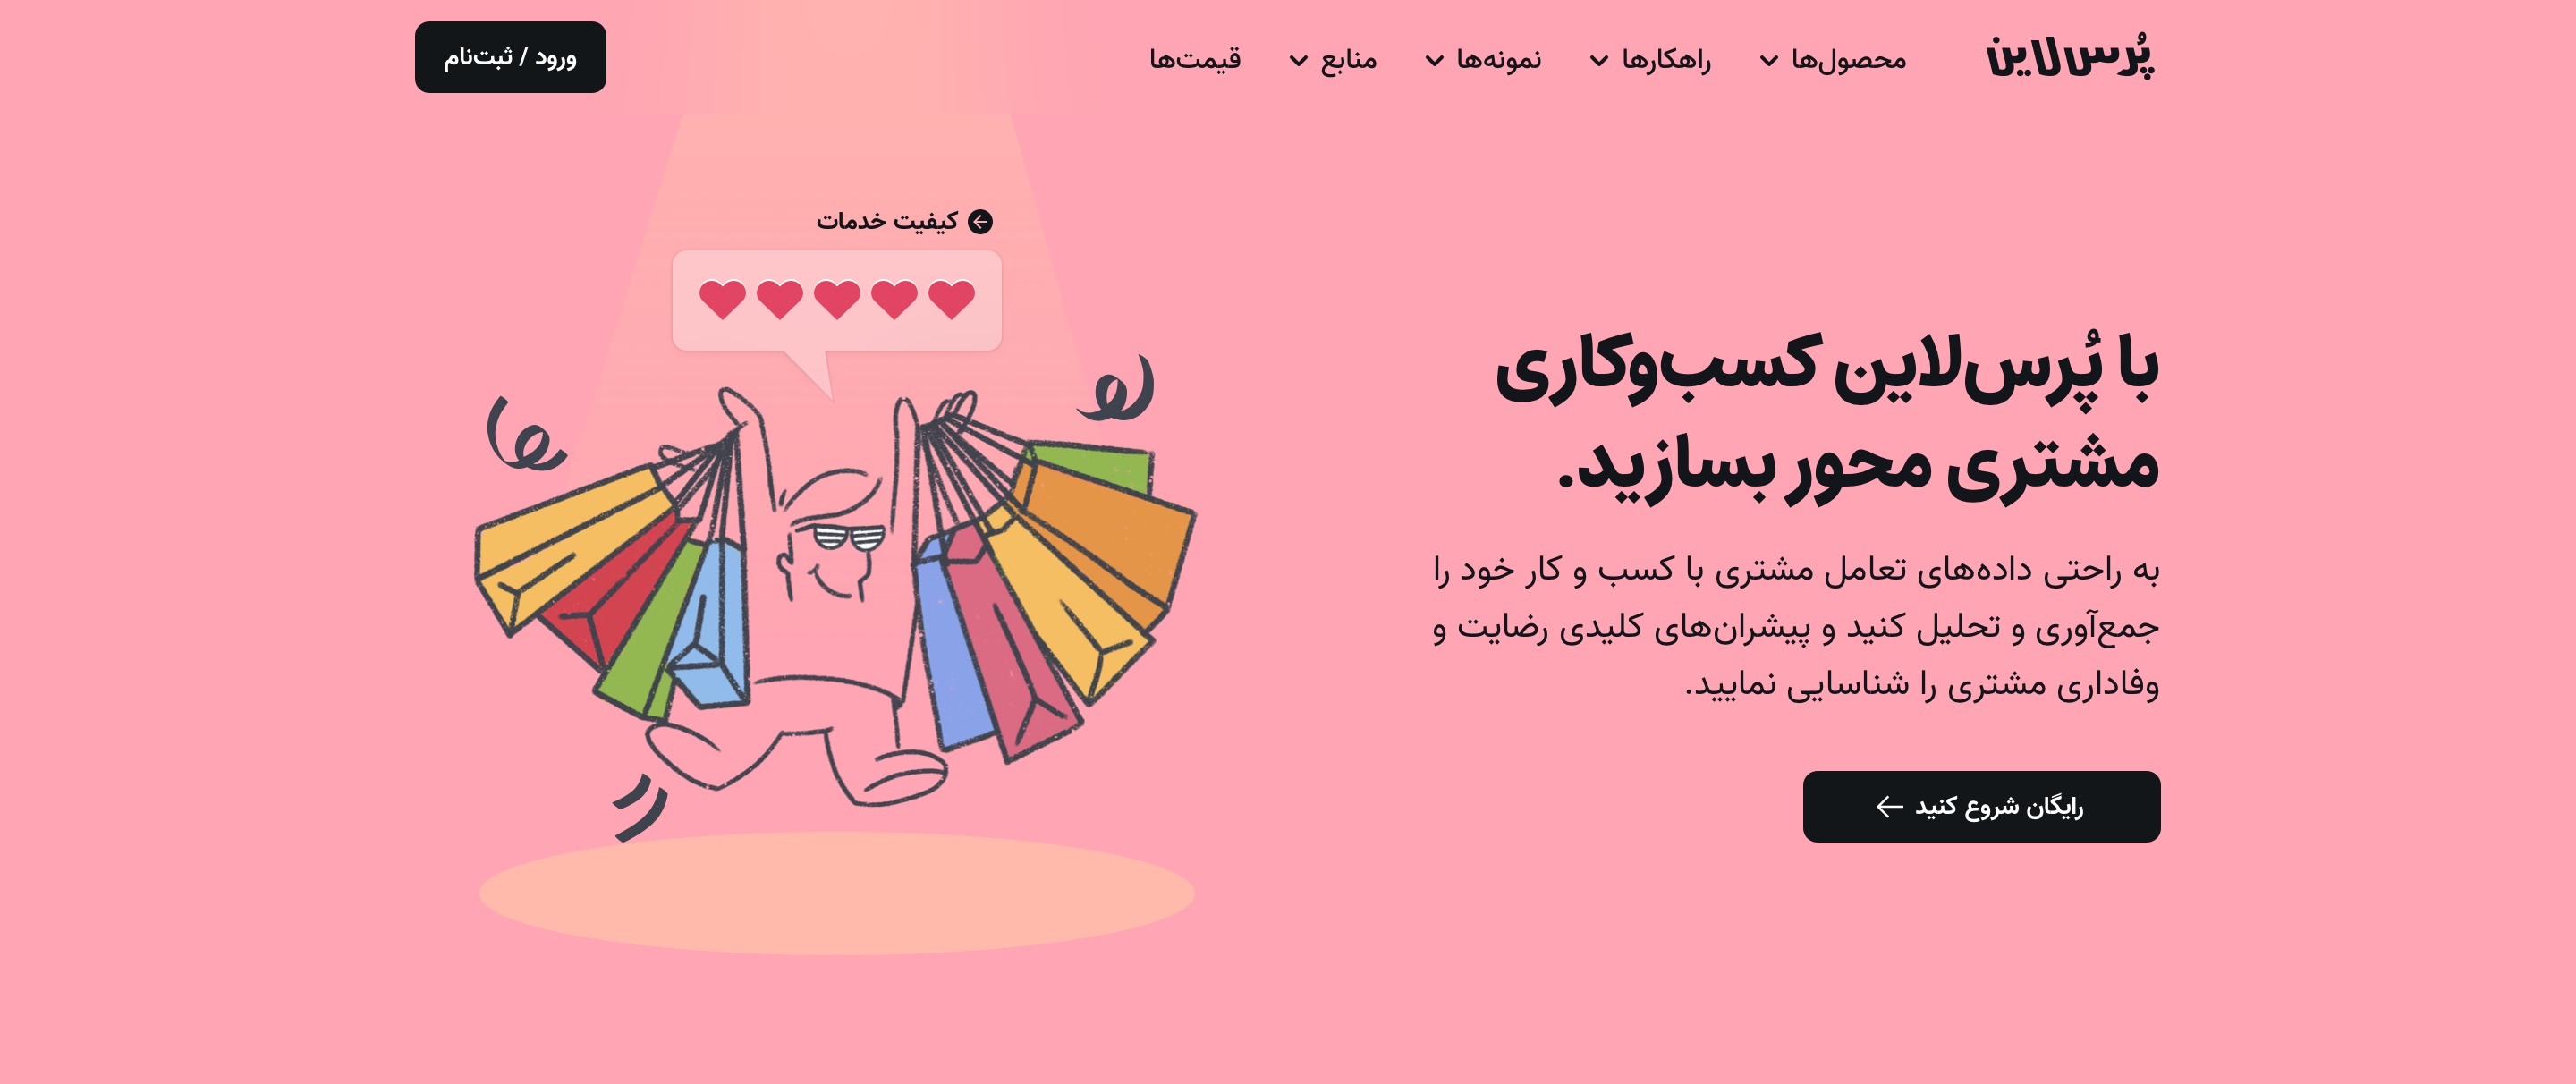 پُرس‌لاین
محصول‌ها
راهکارها
نمونه‌ها
منابع
قیمت‌ها
ورود / ثبت‌نام
با پُرس‌لاین کسب‌وکاری
مشتری محور بسازید.
به راحتی داده‌های تعامل مشتری با کسب و کار خود را
جمع‌آوری و تحلیل کنید و پیشران‌های کلیدی رضایت و
وفاداری مشتری را شناسایی نمایید.
رایگان شروع کنید
کیفیت خدمات